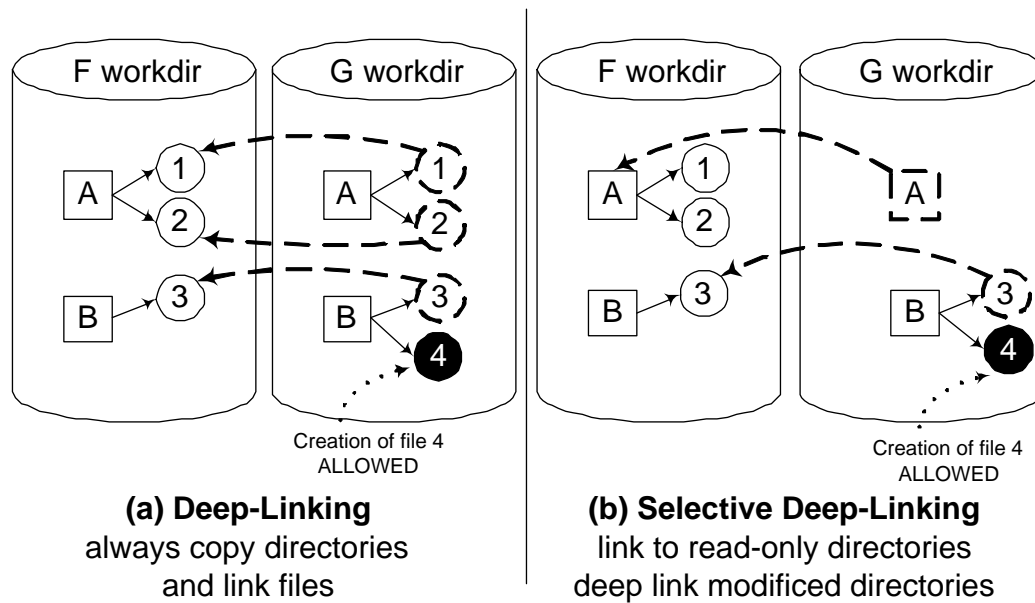 F workdir
G workdir
A
1
2
B
3
A
1
2
B
3
4
Creation of file 4
ALLOWED
(a) Deep-Linking
always copy directories
and link files
F workdir
G workdir
A
1
2
B
3
A
B
3
4
Creation of file 4
ALLOWED
(b) Selective Deep-Linking
link to read-only directories
deep link modificed directories